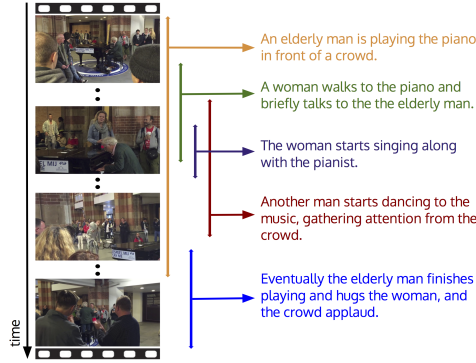 An elderly man is playing the piano
in front of a crowd.
A woman walks to the piano and
briefly talks to the the elderly man.
The woman starts singing along
with the pianist.
Another man starts dancing to the
music, gathering attention from the
crowd.
Eventually the elderly man finishes
playing and hugs the woman, and
the crowd applaud.
time